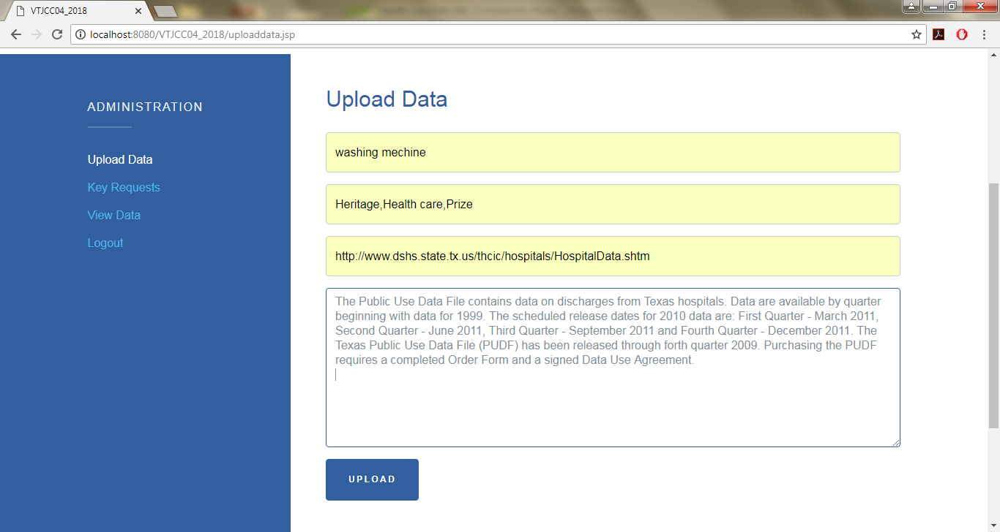 VTJCC04_2018
localhost:8080/VTJCC04_2018/uploaddata.jsp
ADMINISTRATION
Upload Data
Key Requests
View Data
Logout
Upload Data
washing mechine
Heritage,Health care,Prize
http://www.dshs.state.tx.us/thcic/hospitals/HospitalData.shtm
The Public Use Data File contains data on discharges from Texas hospitals. Data are available by quarter
beginning with data for 1999. The scheduled release dates for 2010 data are: First Quarter - March 2011,
Second Quarter - June 2011, Third Quarter - September 2011 and Fourth Quarter - December 2011. The
Texas Public Use Data File (PUDF) has been released through forth quarter 2009. Purchasing the PUDF
requires a completed Order Form and a signed Data Use Agreement.
UPLOAD